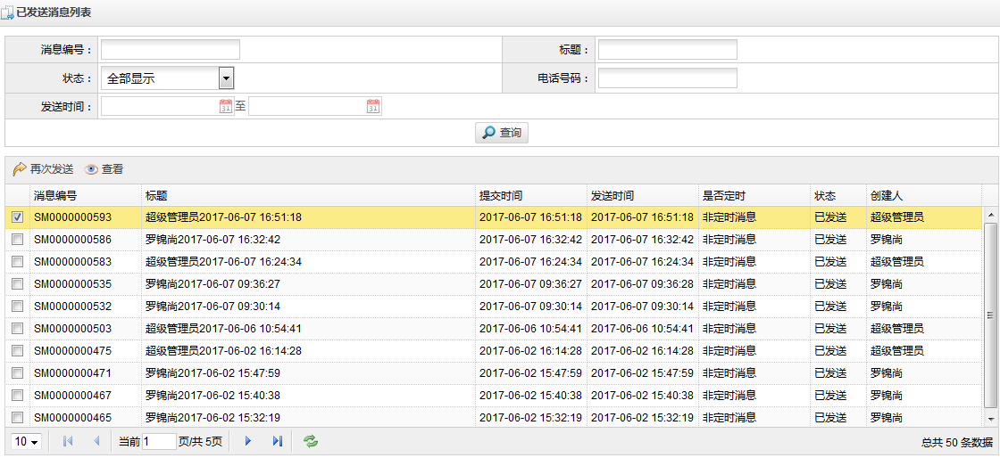 已发送消息列表
消息编号： 标题：
状态： 全部显示 电话号码：
发送时间： 31 至 31
查询
再次发送 查看
消息编号 标题 提交时间 发送时间 是否定时 状态 创建人
SM0000000593 超级管理员2017-06-07 16:51:18 2017-06-07 16:51:18 2017-06-07 16:51:18 非定时消息 已发送 超级管理员
SM0000000586 罗锦尚2017-06-07 16:32:42 2017-06-07 16:32:42 2017-06-07 16:32:42 非定时消息 已发送 罗锦尚
SM0000000583 超级管理员2017-06-07 16:24:34 2017-06-07 16:24:34 2017-06-07 16:24:34 非定时消息 已发送 超级管理员
SM0000000535 罗锦尚2017-06-07 09:36:27 2017-06-07 09:36:27 2017-06-07 09:36:28 非定时消息 已发送 罗锦尚
SM0000000532 罗锦尚2017-06-07 09:30:14 2017-06-07 09:30:14 2017-06-07 09:30:14 非定时消息 已发送 罗锦尚
SM0000000503 超级管理员2017-06-06 10:54:41 2017-06-06 10:54:41 2017-06-06 10:54:41 非定时消息 已发送 超级管理员
SM0000000475 超级管理员2017-06-02 16:14:28 2017-06-02 16:14:28 2017-06-02 16:14:28 非定时消息 已发送 超级管理员
SM0000000471 罗锦尚2017-06-02 15:47:59 2017-06-02 15:47:59 2017-06-02 15:47:59 非定时消息 已发送 罗锦尚
SM0000000467 罗锦尚2017-06-02 15:40:38 2017-06-02 15:40:38 2017-06-02 15:40:38 非定时消息 已发送 罗锦尚
SM0000000465 罗锦尚2017-06-02 15:32:19 2017-06-02 15:32:19 2017-06-02 15:32:19 非定时消息 已发送 罗锦尚
10 当前 1 页/共 5页 总共 50 条数据